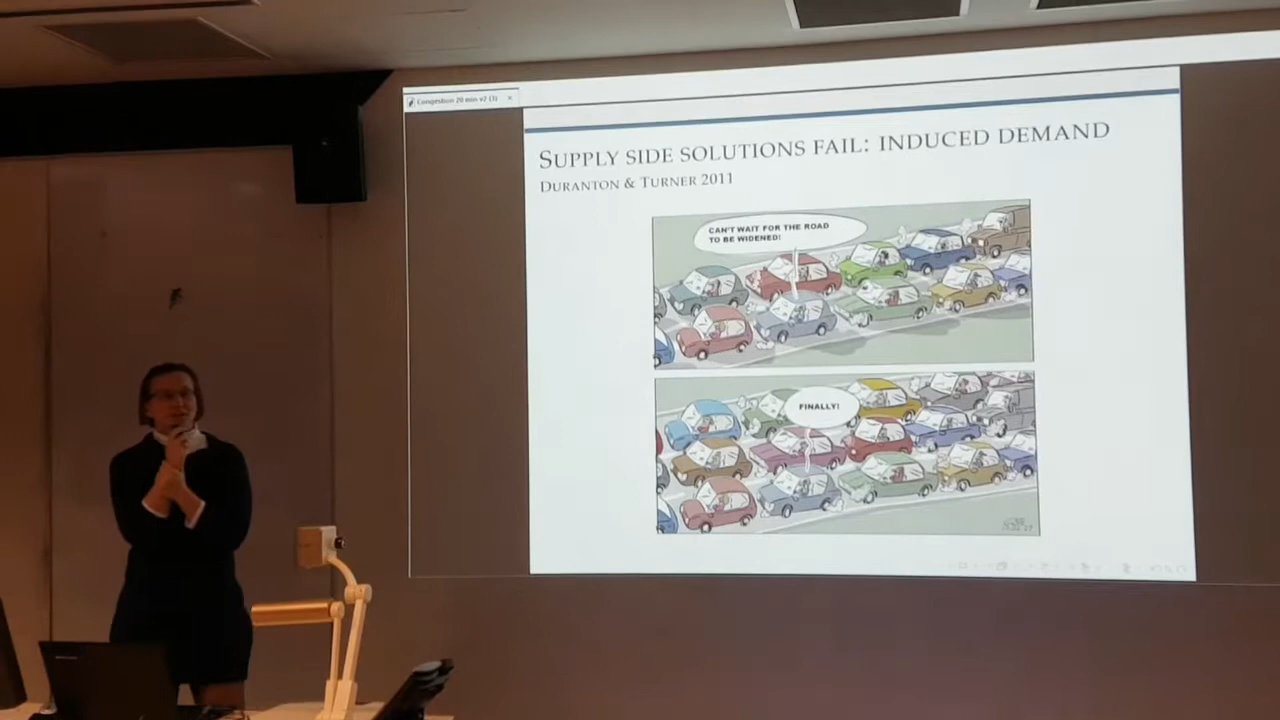 Congestion 20 min v2 (3)
SUPPLY SIDE SOLUTIONS FAIL: INDUCED DEMAND
DURANTON & TURNER 2011
CAN'T WAIT FOR THE ROAD
TO BE WIDENED!
FINALLY!